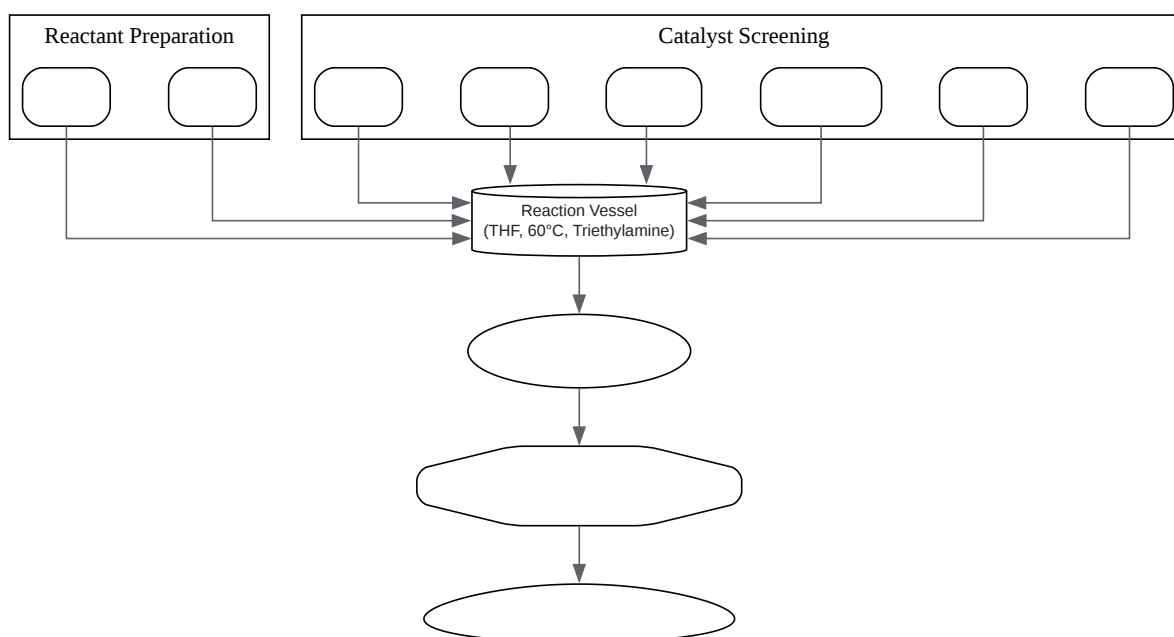 Reactant Preparation
Catalyst Screening
Reaction Vessel
(THF, 60°C, Triethylamine)